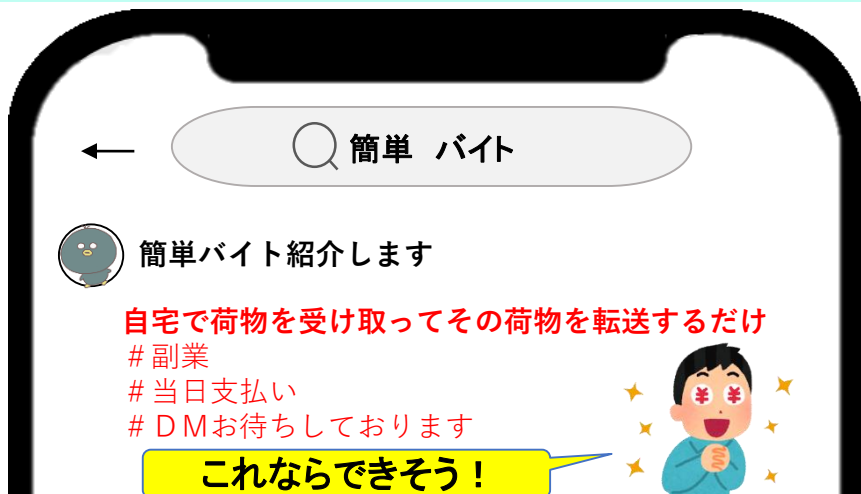 簡単 バイト
簡単バイト紹介します
自宅で荷物を受け取ってその荷物を転送するだけ
＃副業
＃当日支払い
＃ＤＭお待ちしております
これならできそう！